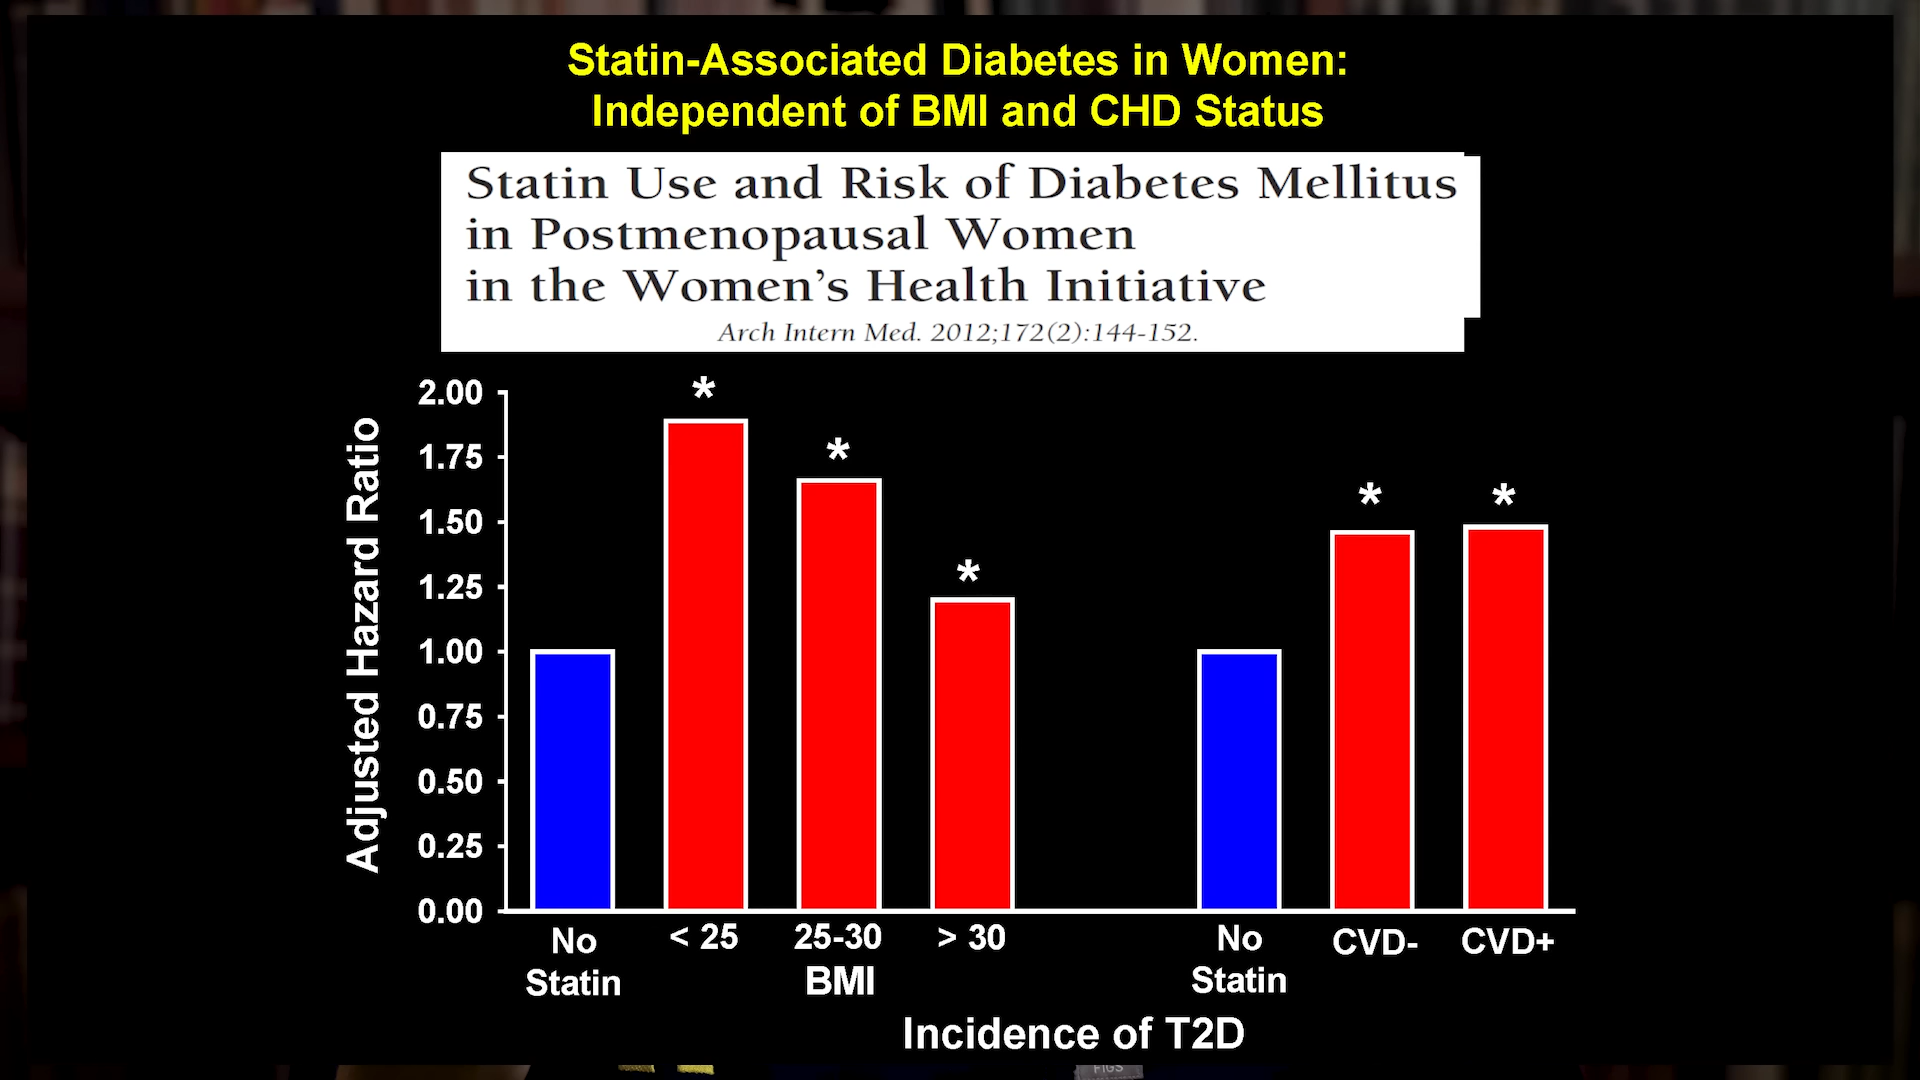 Statin-Associated Diabetes in Women:
Independent of BMI and CHD Status
Statin Use and Risk of Diabetes Mellitus
in Postmenopausal Women
in the Women's Health Initiative
Arch Intern Med. 2012;172(2):144-152.
Adjusted Hazard Ratio
2.00
1.75
1.50
1.25
1.00
0.75
0.50
0.25
0.00
* * * * *
No Statin
< 25
25-30
> 30
BMI
No Statin
CVD-
CVD+
Incidence of T2D
FIGS